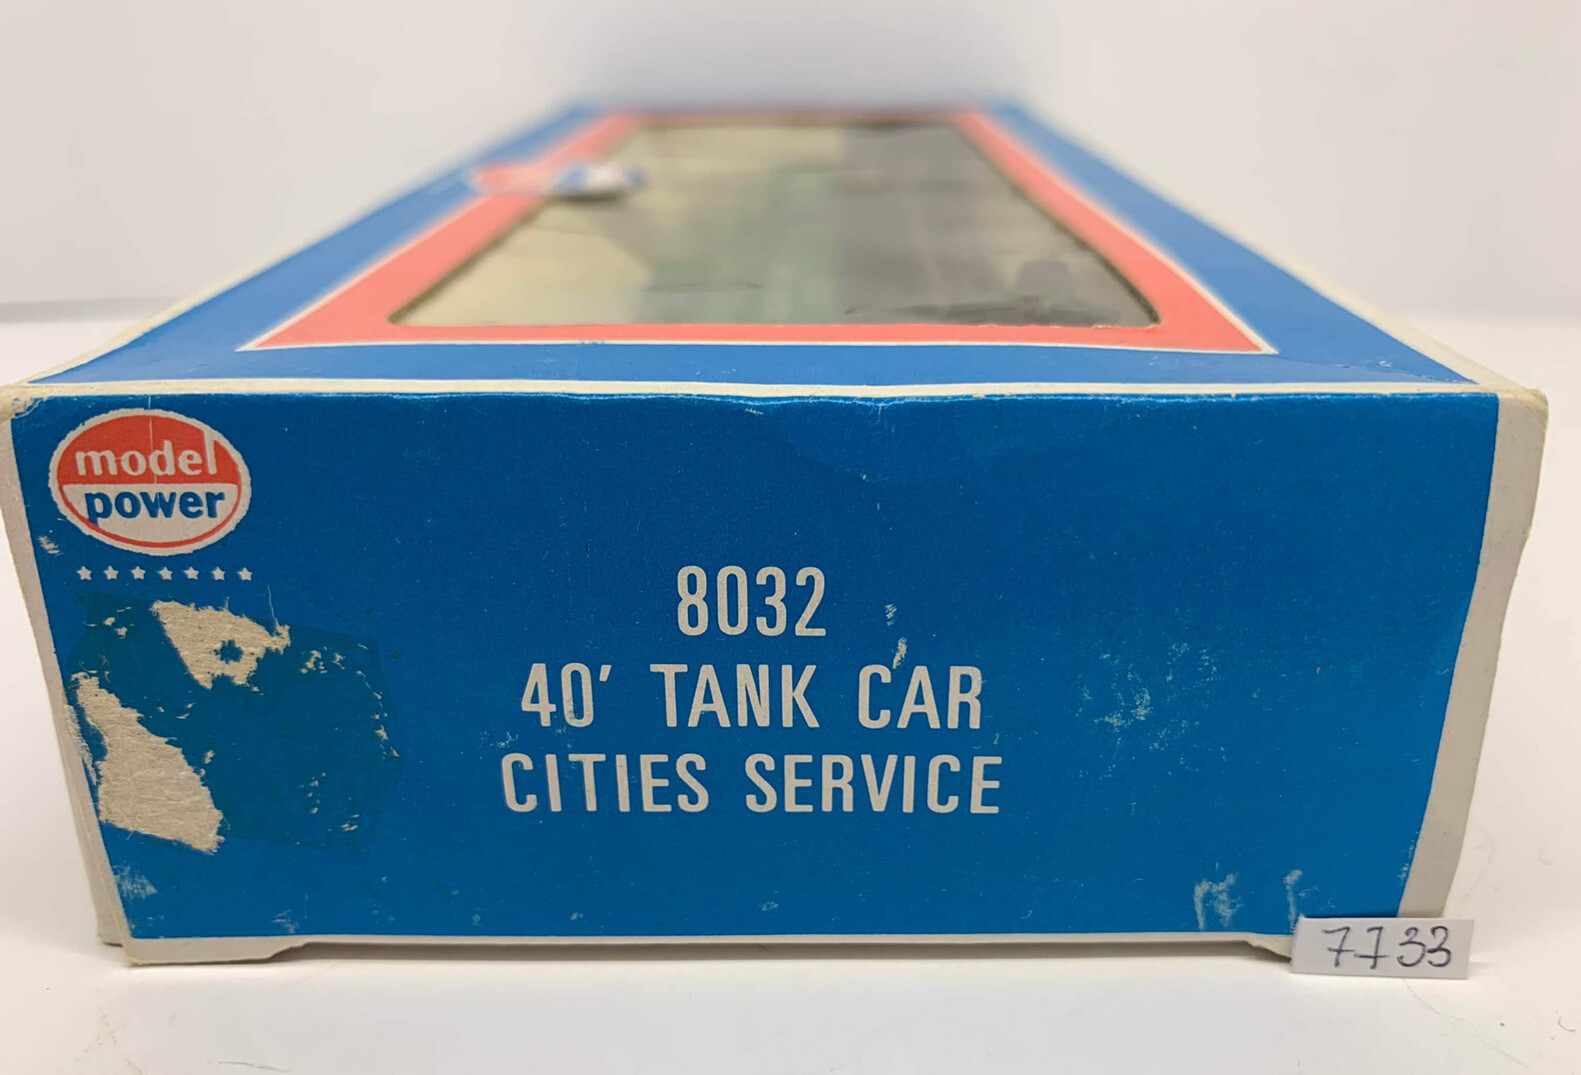 model
power
8032
40' TANK CAR
CITIES SERVICE
7733